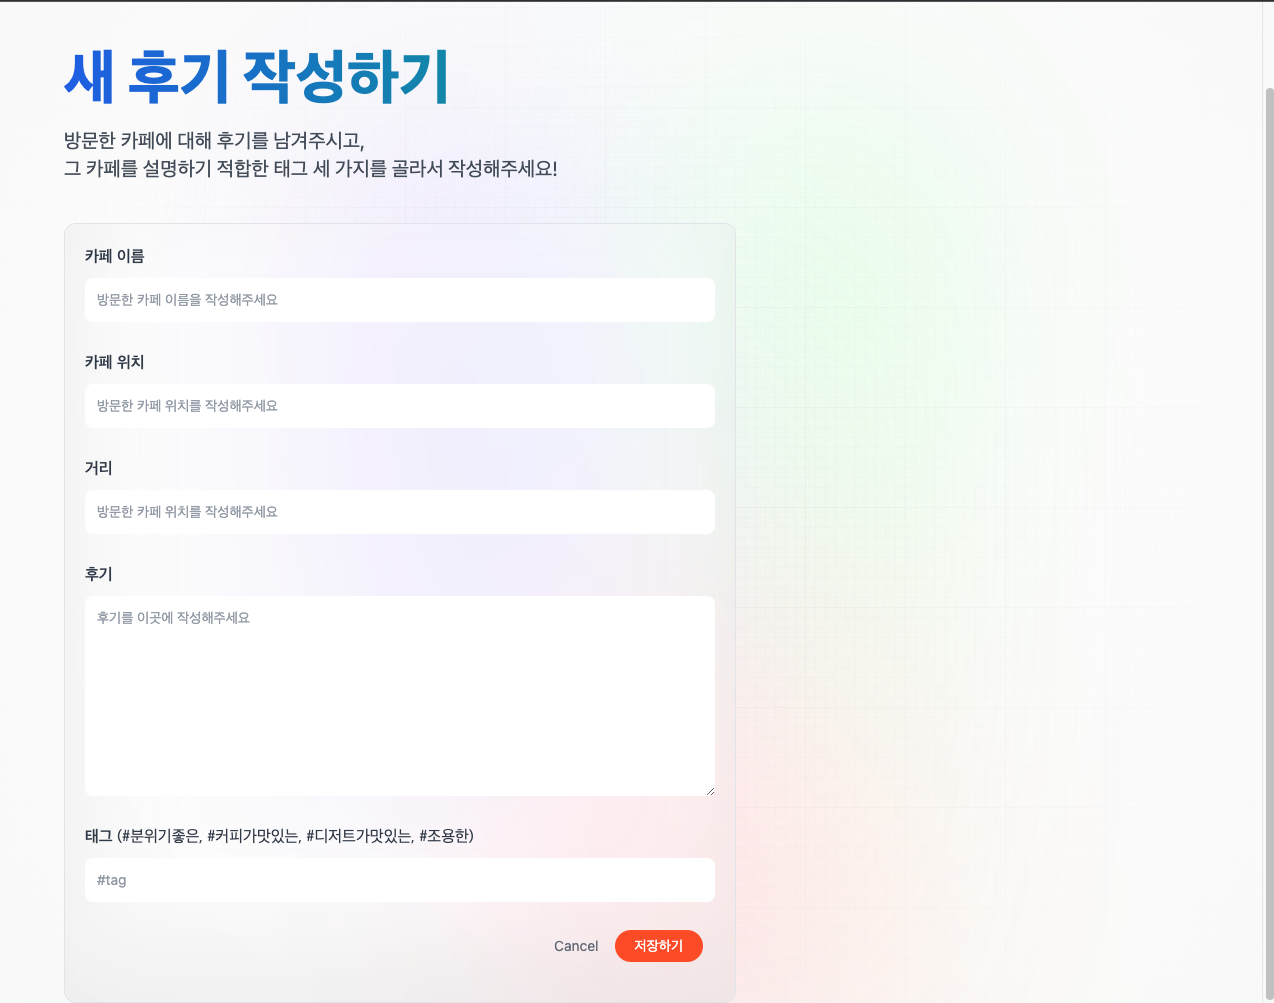 새 후기 작성하기
방문한 카페에 대해 후기를 남겨주시고,
그 카페를 설명하기 적합한 태그 세 가지를 골라서 작성해주세요!
카페 이름
방문한 카페 이름을 작성해주세요
카페 위치
방문한 카페 위치를 작성해주세요
거리
방문한 카페 위치를 작성해주세요
후기
후기를 이곳에 작성해주세요
태그 (#분위기좋은, #커피가맛있는, #디저트가맛있는, #조용한)
#tag
Cancel 저장하기